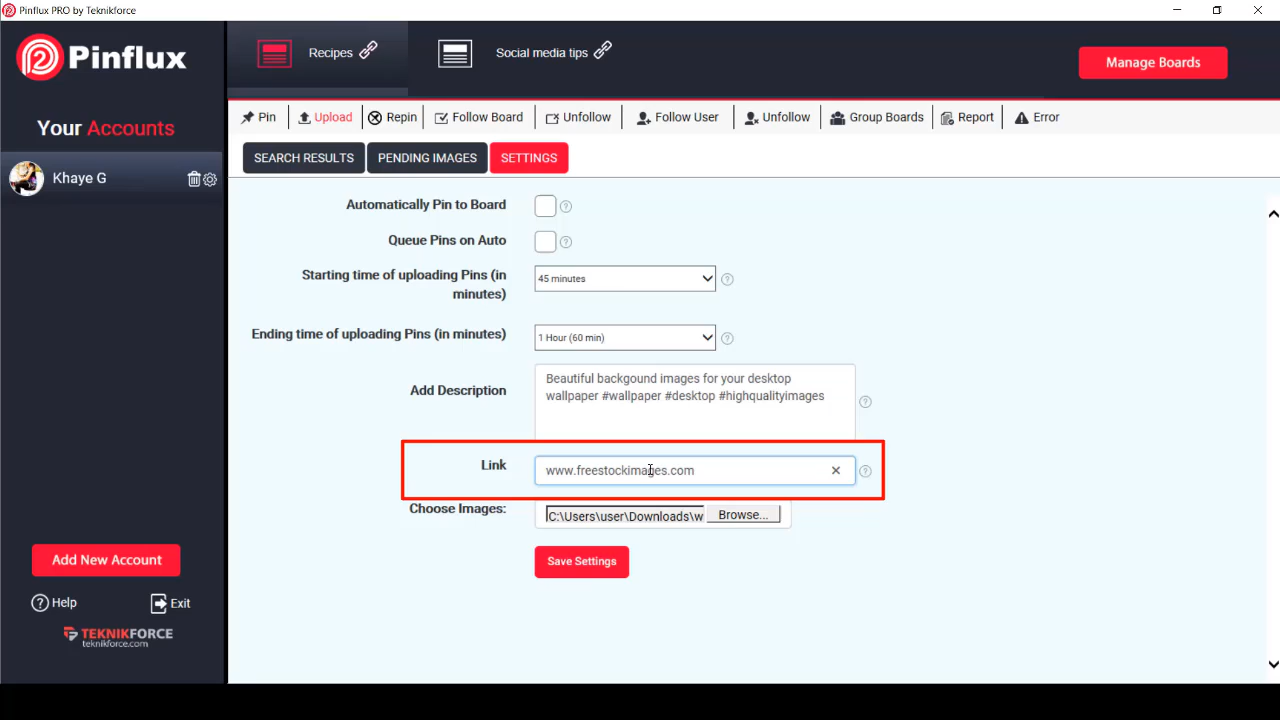 Pinflux PRO by Teknikforce
Pinflux
Recipes
Social media tips
Manage Boards
Your Accounts
Khaye G
Pin
Upload
Repin
Follow Board
Unfollow
Follow User
Unfollow
Group Boards
Report
Error
SEARCH RESULTS
PENDING IMAGES
SETTINGS
Automatically Pin to Board
?
Queue Pins on Auto
?
Starting time of uploading Pins (in
minutes)
45 minutes
?
Ending time of uploading Pins (in minutes)
1 Hour (60 min)
?
Add Description
Beautiful backgound images for your desktop
wallpaper #wallpaper #desktop #highqualityimages
?
Link
www.freestockimages.com
?
Choose Images:
C:\Users\user\Downloads\w
Browse...
Save Settings
Add New Account
? Help
Exit
TEKNIKFORCE
teknikforce.com